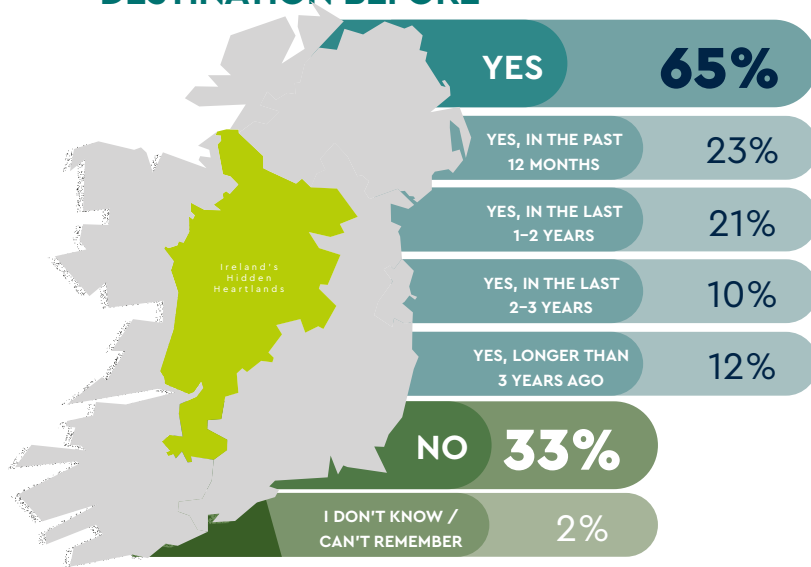 DESTINATION BEFORE
YES
65%
YES, IN THE PAST
12 MONTHS
23%
YES, IN THE LAST
1-2 YEARS
21%
Ireland's
Hidden
Heartlands
YES, IN THE LAST
2-3 YEARS
10%
YES, LONGER THAN
3 YEARS AGO
12%
NO
33%
I DON'T KNOW /
CAN'T REMEMBER
2%